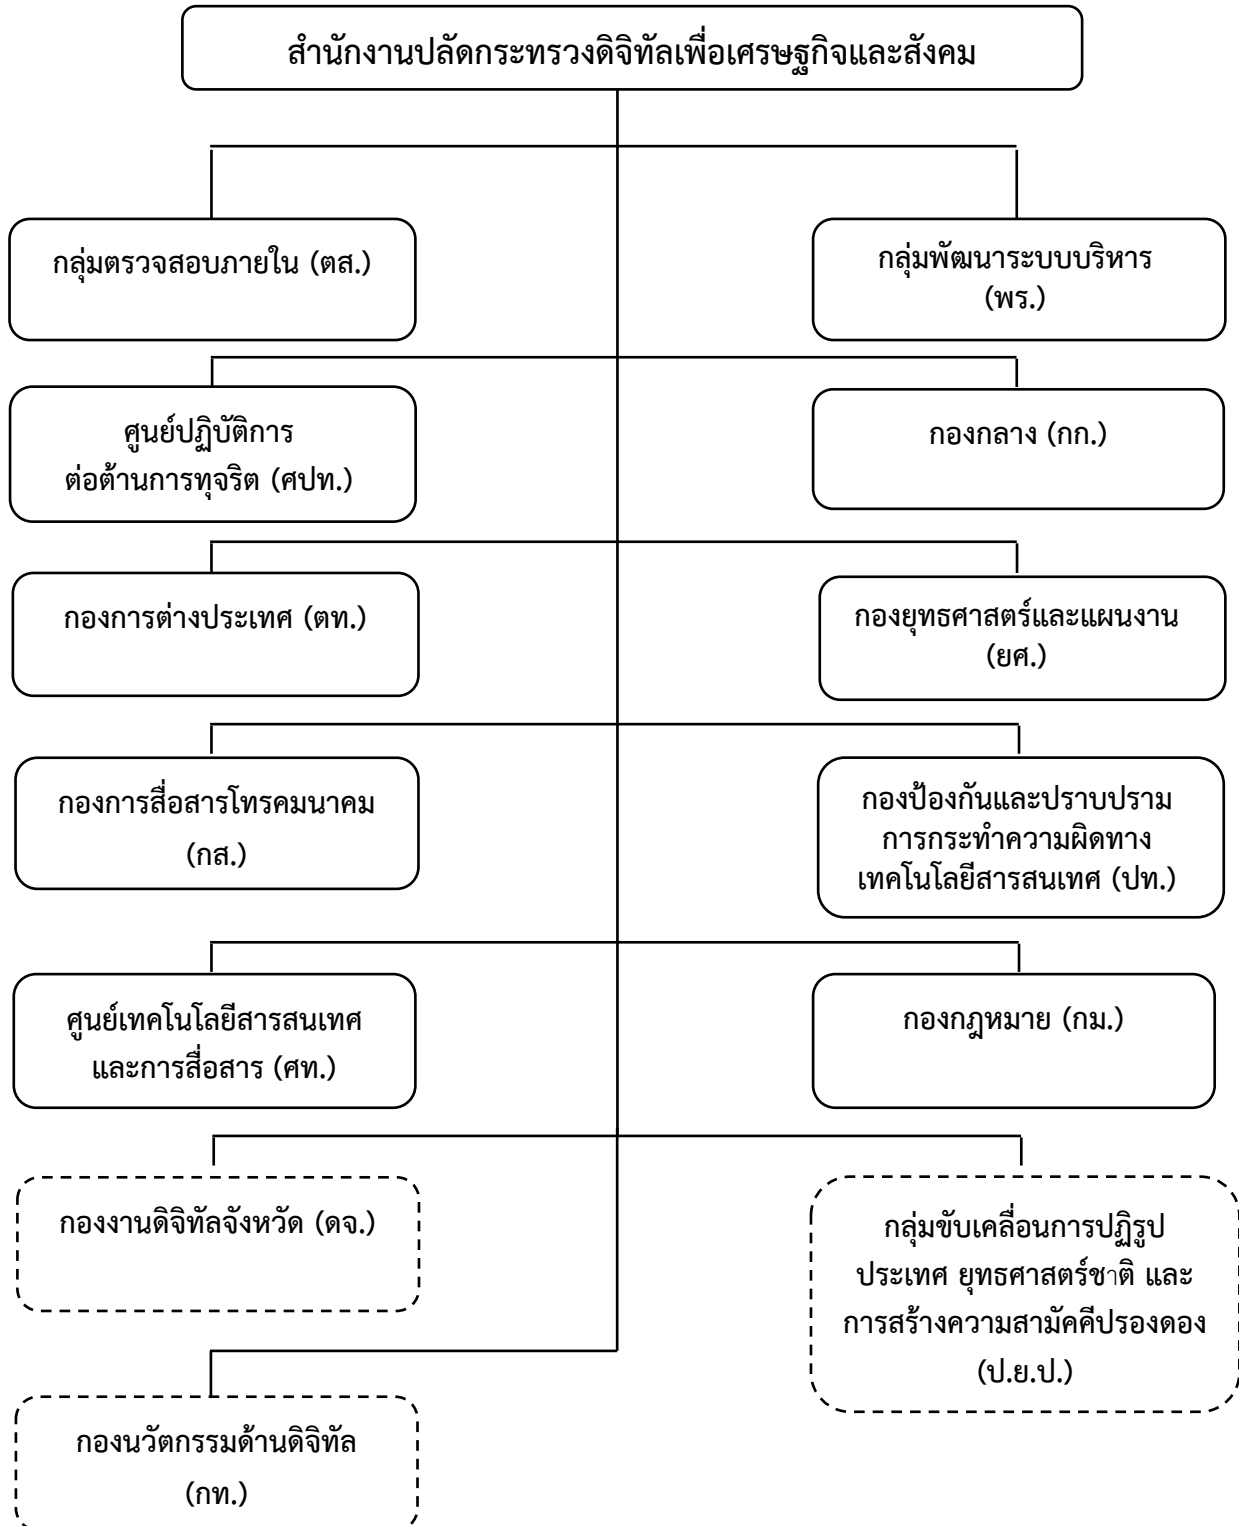 สำนักงานปลัดกระทรวงดิจิทัลเพื่อเศรษฐกิจและสังคม
กลุ่มตรวจสอบภายใน (ตส.)
กลุ่มพัฒนาระบบบริหาร
(พร.)
ศูนย์ปฏิบัติการ
ต่อต้านการทุจริต (ศปท.)
กองกลาง (กก.)
กองการต่างประเทศ (ตท.)
กองยุทธศาสตร์และแผนงาน
(ยศ.)
กองการสื่อสารโทรคมนาคม
(กส.)
กองป้องกันและปราบปราม
การกระทำความผิดทาง
เทคโนโลยีสารสนเทศ (ปท.)
ศูนย์เทคโนโลยีสารสนเทศ
และการสื่อสาร (ศท.)
กองกฎหมาย (กม.)
กองงานดิจิทัลจังหวัด (ดจ.)
กลุ่มขับเคลื่อนการปฏิรูป
ประเทศ ยุทธศาสตร์ชาติ และ
การสร้างความสามัคคีปรองดอง
(ป.ย.ป.)
กองนวัตกรรมด้านดิจิทัล
(กท.)